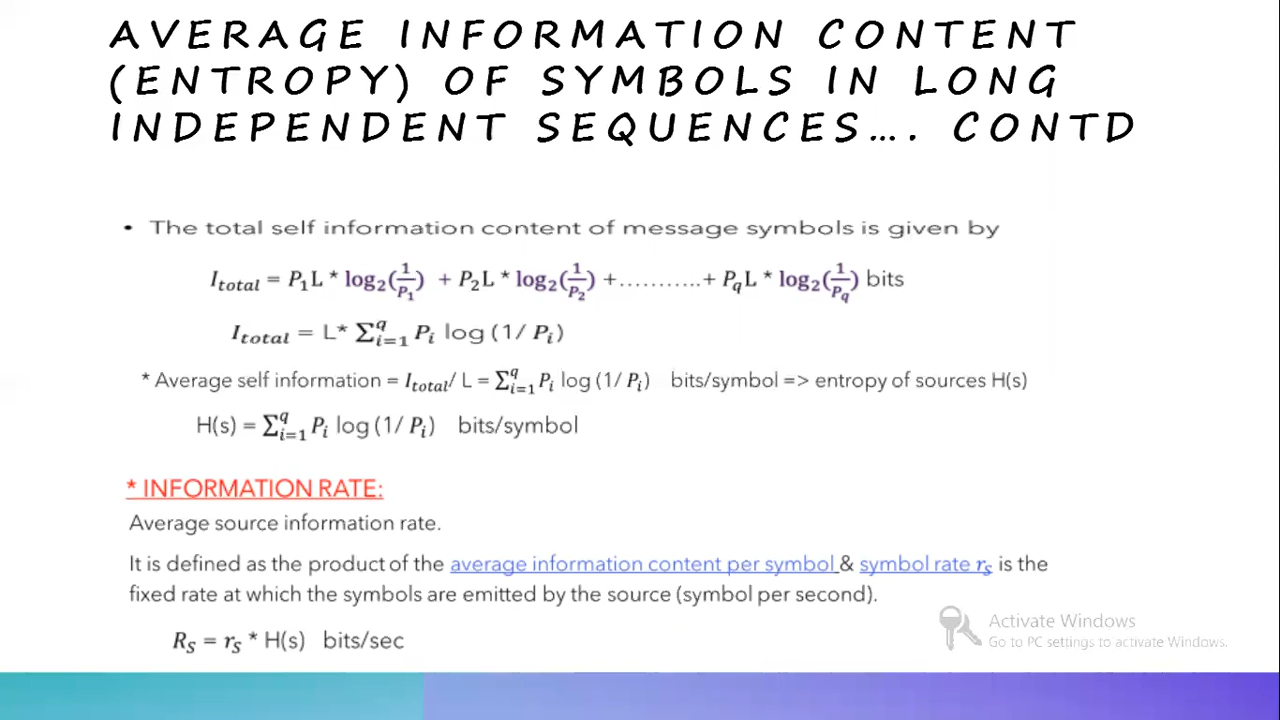 AVERAGE INFORMATION CONTENT
(ENTROPY) OF SYMBOLS IN LONG
INDEPENDENT SEQUENCES…. CONTD
• The total self information content of message symbols is given by
I_total = P₁L * log₂(1/P₁) + P₂L * log₂(1/P₂) +………..+ P_qL * log₂(1/P_q) bits
I_total = L* ∑_{i=1}^{q} P_i log (1/ P_i)
* Average self information = I_total/ L = ∑_{i=1}^{q} P_i log (1/ P_i) bits/symbol => entropy of sources H(s)
H(s) = ∑_{i=1}^{q} P_i log (1/ P_i) bits/symbol
* INFORMATION RATE:
Average source information rate.
It is defined as the product of the average information content per symbol & symbol rate r_s is the
fixed rate at which the symbols are emitted by the source (symbol per second).
R_S = r_S * H(s) bits/sec
Activate Windows
Go to PC settings to activate Windows.